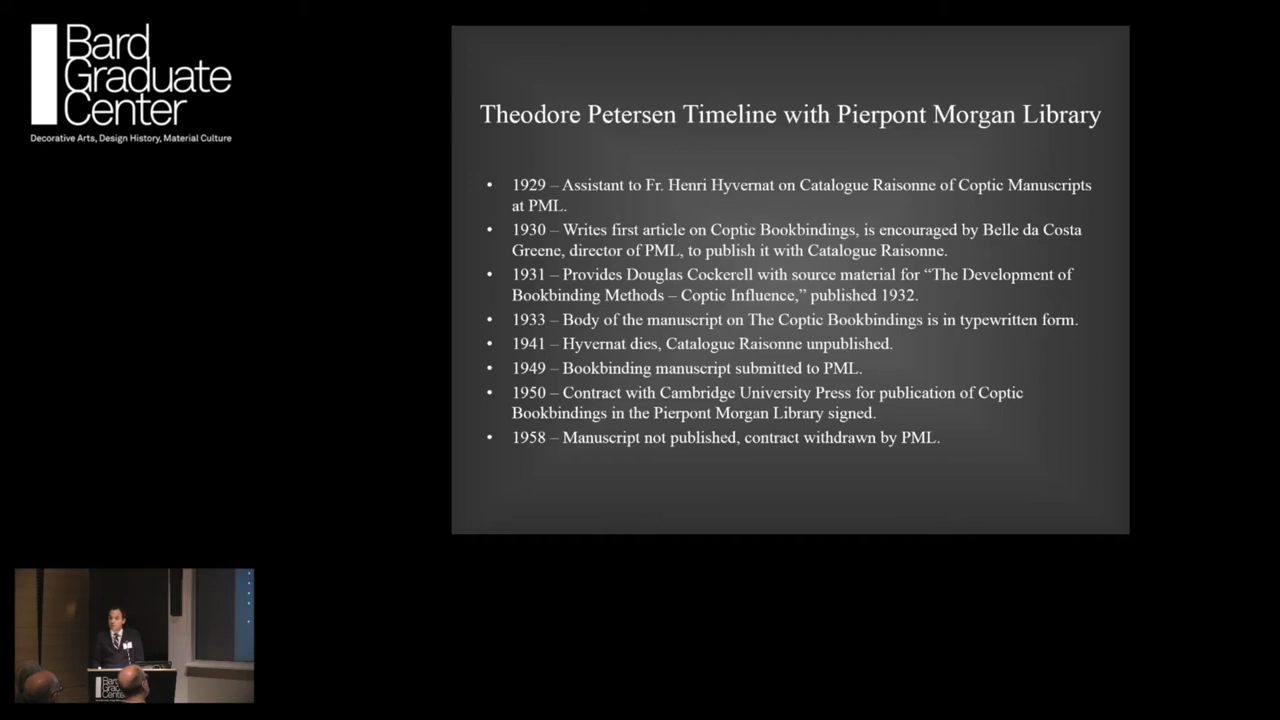 Bard
Graduate
Center
Decorative Arts, Design History, Material Culture
Theodore Petersen Timeline with Pierpont Morgan Library
• 1929 – Assistant to Fr. Henri Hyvernat on Catalogue Raisonne of Coptic Manuscripts
at PML.
• 1930 – Writes first article on Coptic Bookbindings, is encouraged by Belle da Costa
Greene, director of PML, to publish it with Catalogue Raisonne.
• 1931 – Provides Douglas Cockerell with source material for “The Development of
Bookbinding Methods – Coptic Influence,” published 1932.
• 1933 – Body of the manuscript on The Coptic Bookbindings is in typewritten form.
• 1941 – Hyvernat dies, Catalogue Raisonne unpublished.
• 1949 – Bookbinding manuscript submitted to PML.
• 1950 – Contract with Cambridge University Press for publication of Coptic
Bookbindings in the Pierpont Morgan Library signed.
• 1958 – Manuscript not published, contract withdrawn by PML.
Bard
Graduate
Center